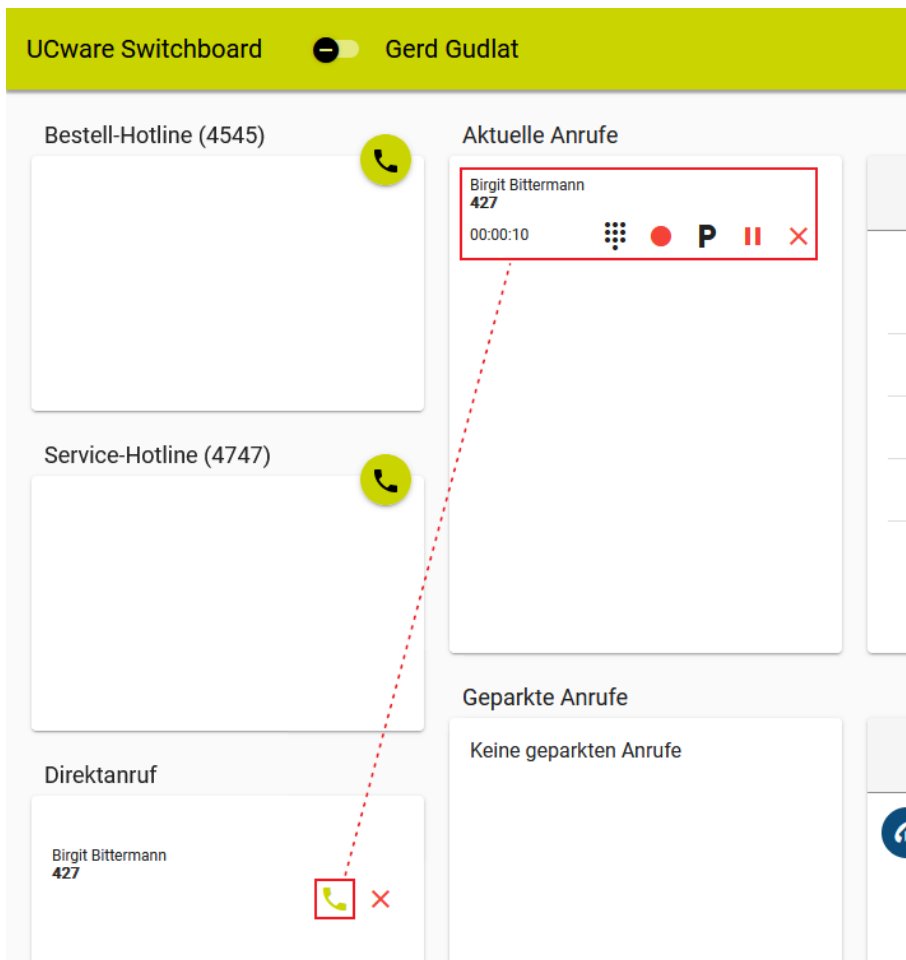 UCware Switchboard Gerd Gudlat
Bestell-Hotline (4545)
Service-Hotline (4747)
Direktanruf
Birgit Bittermann
427
Aktuelle Anrufe
Birgit Bittermann
427
00:00:10 P
Geparkte Anrufe
Keine geparkten Anrufe